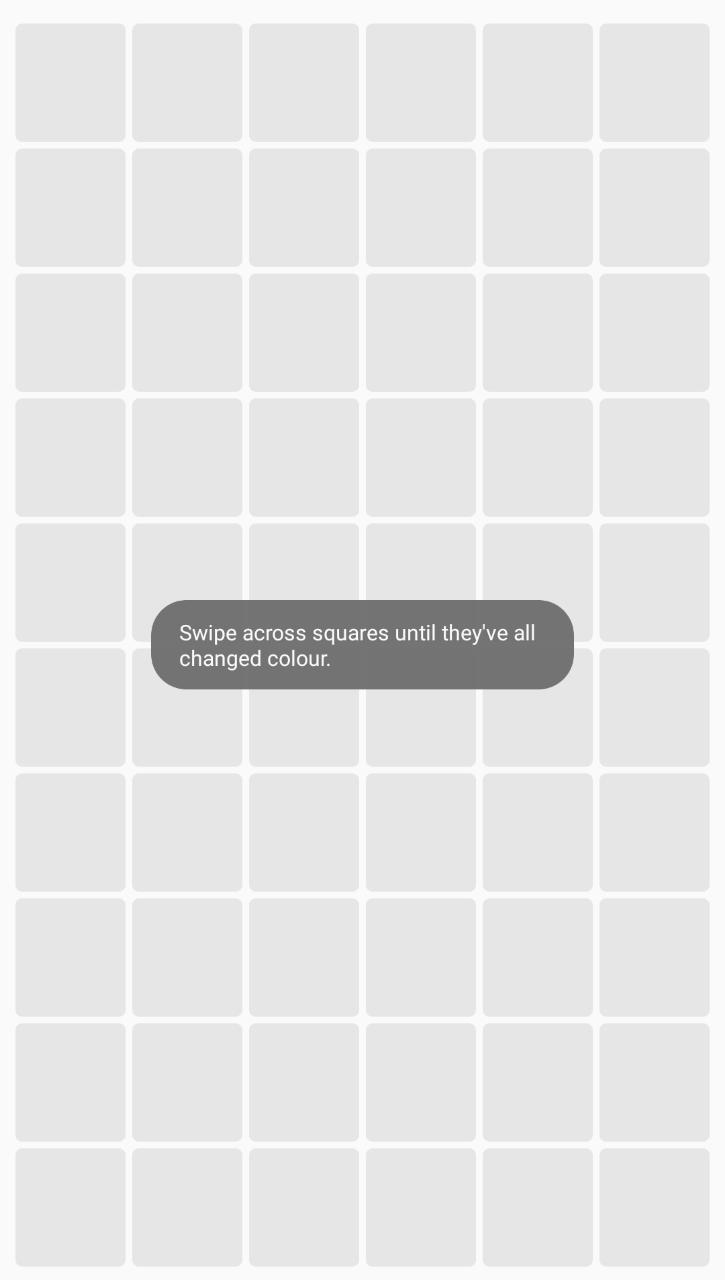 Swipe across squares until they've all
changed colour.